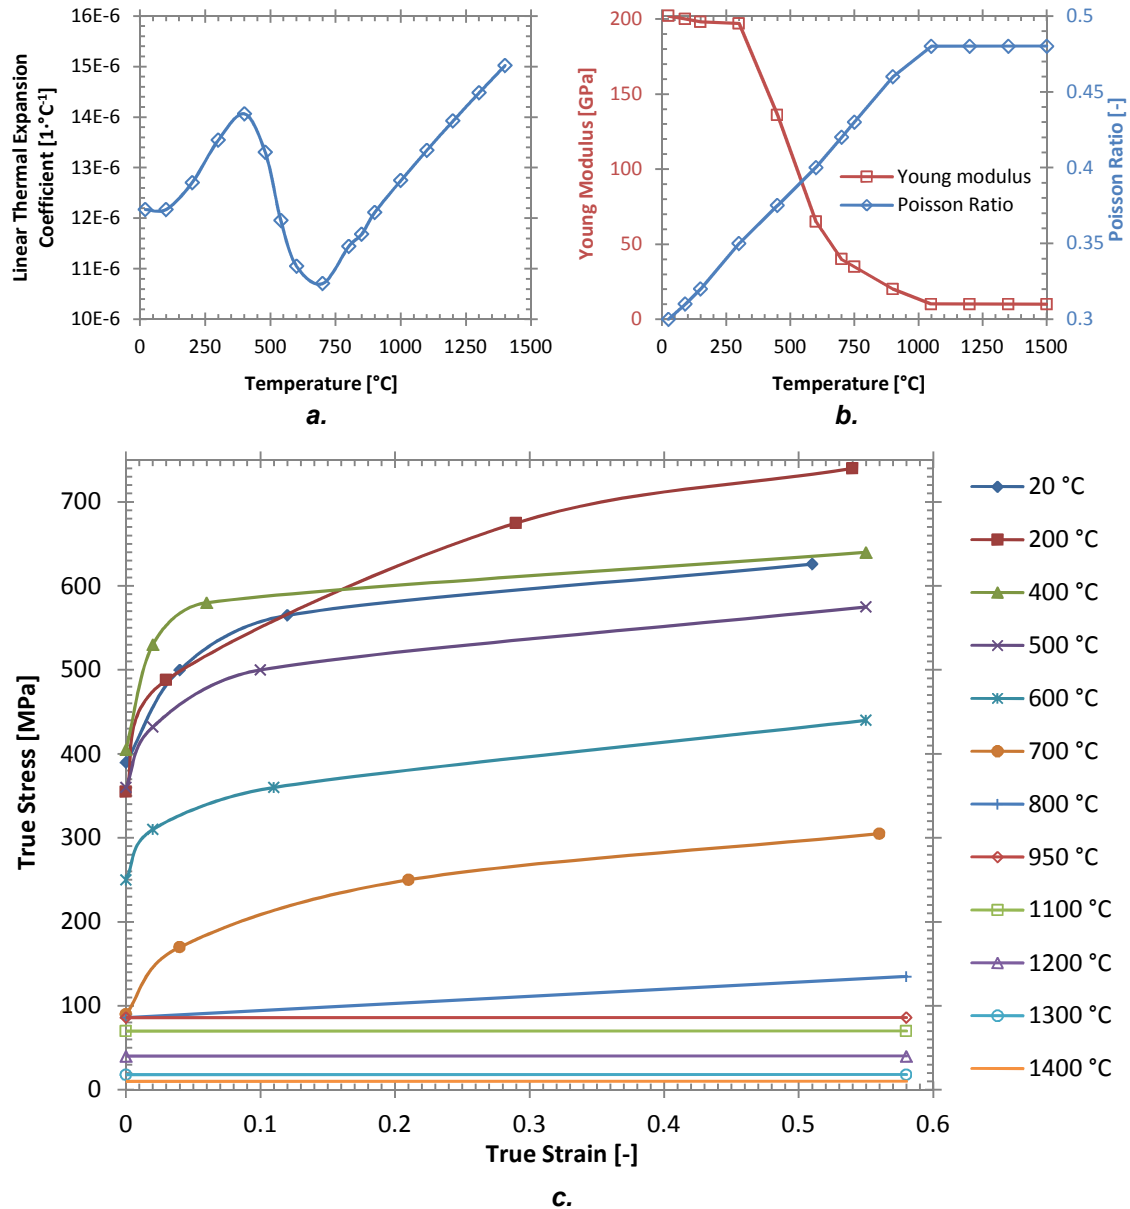 Linear Thermal Expansion
Coefficient [1·°C-1]
16E-6
15E-6
14E-6
13E-6
12E-6
11E-6
10E-6
0 250 500 750 1000 1250 1500
Temperature [°C]
a.
Young Modulus [GPa]
200
150
100
50
0
Young modulus
Poisson Ratio
0.5
0.45
0.4
0.35
0.3
Poisson Ratio [-]
0 250 500 750 1000 1250 1500
Temperature [°C]
b.
True Stress [MPa]
700
600
500
400
300
200
100
0
0 0.1 0.2 0.3 0.4 0.5 0.6
True Strain [-]
20 °C
200 °C
400 °C
500 °C
600 °C
700 °C
800 °C
950 °C
1100 °C
1200 °C
1300 °C
1400 °C
c.